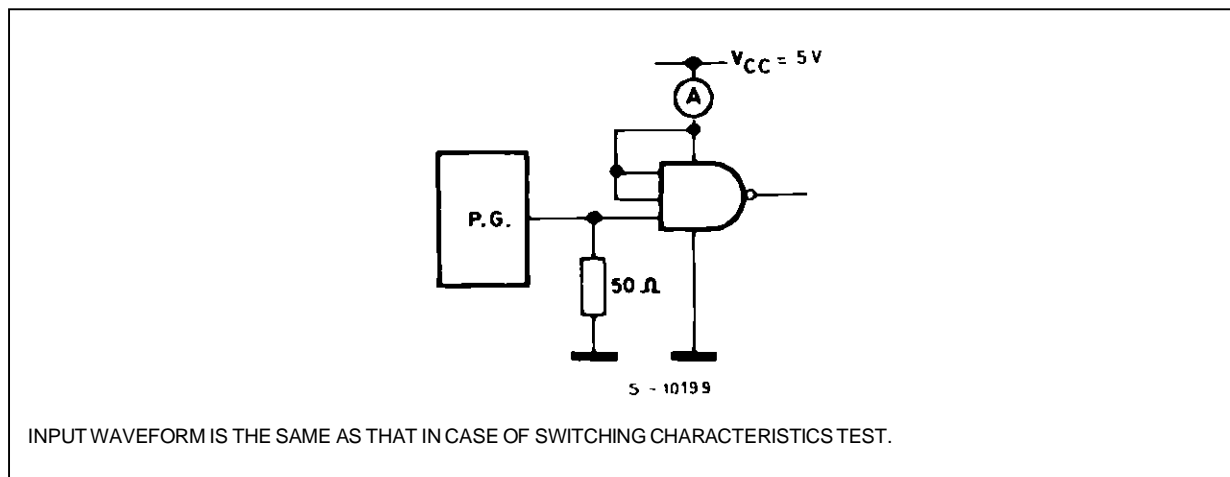 VCC = 5 V
A
P.G.
50 Ω
S - 10199
INPUT WAVEFORM IS THE SAME AS THAT IN CASE OF SWITCHING CHARACTERISTICS TEST.